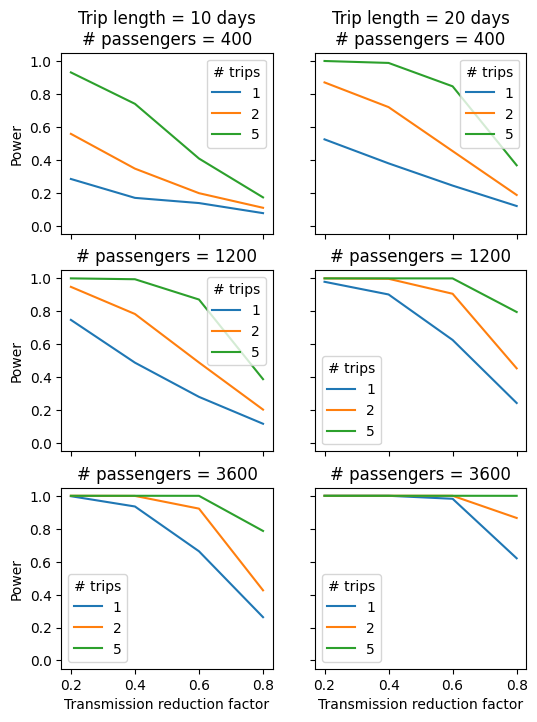 Trip length = 10 days
# passengers = 400
Trip length = 20 days
# passengers = 400
1.0
0.8
0.6
0.4
0.2
0.0
Power
# trips
1
2
5
# trips
1
2
5
# passengers = 1200
# passengers = 1200
1.0
0.8
0.6
0.4
0.2
0.0
Power
# trips
1
2
5
# trips
1
2
5
# passengers = 3600
# passengers = 3600
1.0
0.8
0.6
0.4
0.2
0.0
Power
# trips
1
2
5
# trips
1
2
5
0.2 0.4 0.6 0.8
0.2 0.4 0.6 0.8
Transmission reduction factor
Transmission reduction factor